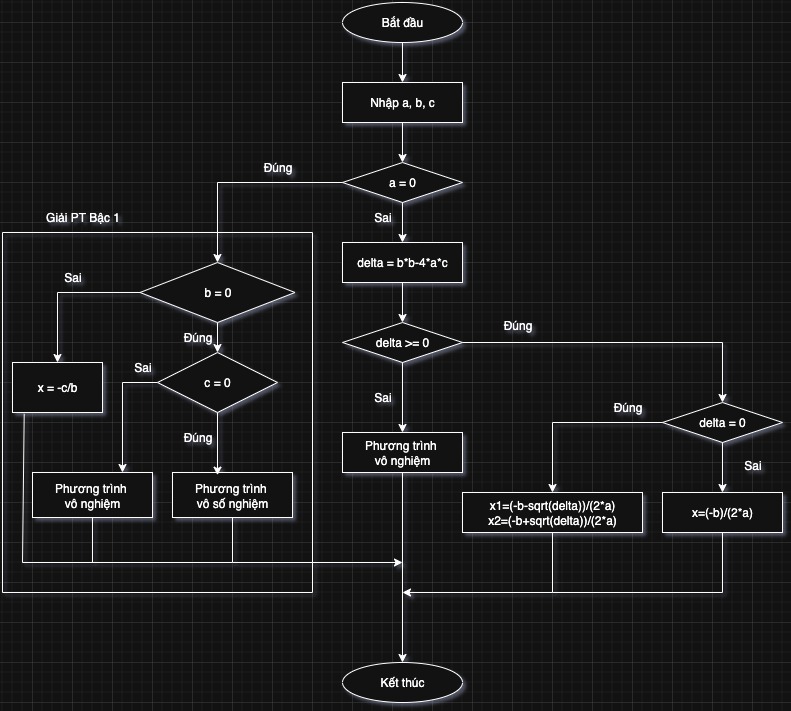 Bắt đầu
Nhập a, b, c
Đúng
a = 0
Sai
Giải PT Bậc 1
delta = b*b-4*a*c
Sai
b = 0
Đúng
Đúng
delta >= 0
Sai
x = -c/b
c = 0
Sai
Đúng
delta = 0
Đúng
Phương trình
vô nghiệm
Sai
Phương trình
vô nghiệm
Phương trình
vô số nghiệm
x1=(-b-sqrt(delta))/(2*a)
x2=(-b+sqrt(delta))/(2*a)
x=(-b)/(2*a)
Kết thúc